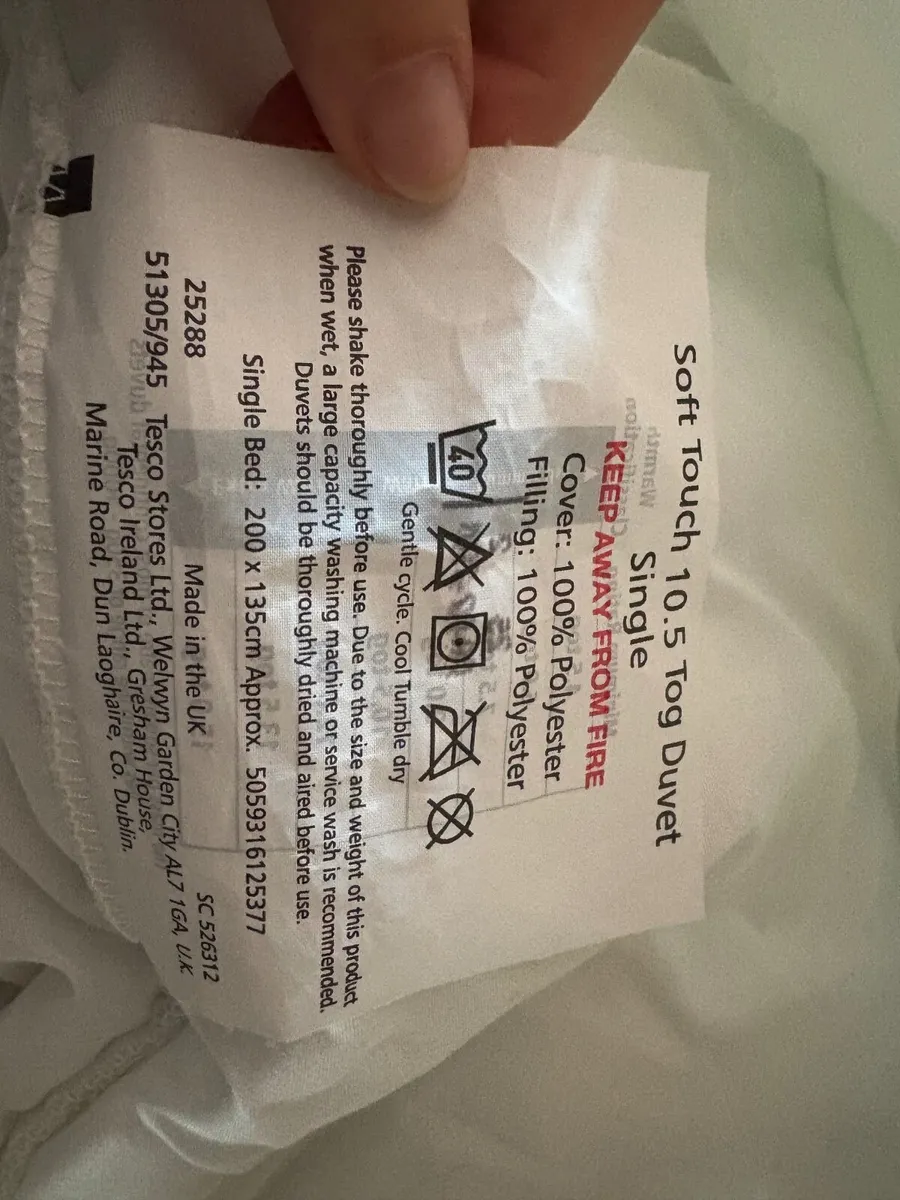 Soft Touch 10.5 Tog Duvet
Single
KEEP AWAY FROM FIRE
Cover: 100% Polyester
Filling: 100% Polyester
40
Gentle cycle. Cool Tumble dry
Please shake thoroughly before use. Due to the size and weight of this product
when wet, a large capacity washing machine or service wash is recommended.
Duvets should be thoroughly dried and aired before use.
Single Bed: 200 x 135cm Approx. 5059316125377
25288 Made in the UK SC 526312
51305/945 Tesco Stores Ltd., Welwyn Garden City AL7 1GA, U.K.
Tesco Ireland Ltd., Gresham House,
Marine Road, Dun Laoghaire, Co. Dublin.